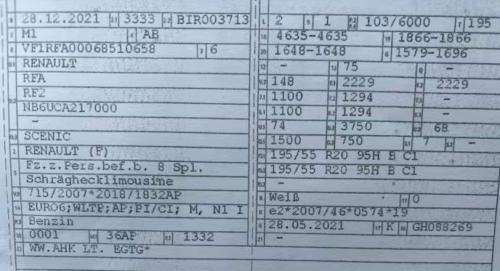 28.12.2021 3333 BIR003713
M1 AB
VF1RFA00068510658 6
RENAULT
RFA
RF2
NB6UCA217000
-
SCENIC
RENAULT (F)
Fz.z.Pers.bef.b. 8 Spl.
Schräghecklimousine
715/2007*2018/1832AP
EURO6;WLTP;AP;PI/CI; M, N1 I
Benzin
0001 36AP 1332
WW.AHK LT. EGTG*
2 1 103/6000 195
4635-4635 1866-1866
1648-1648 1579-1696
- 75 -
148 2229 2229
1100 1294
1100 1294
74 3750 68
1500 750 7 -
195/55 R20 95H B C1
195/55 R20 95H B C1
-
Weiß 0
e2*2007/46*0574*19
28.05.2021 K GH088269
-